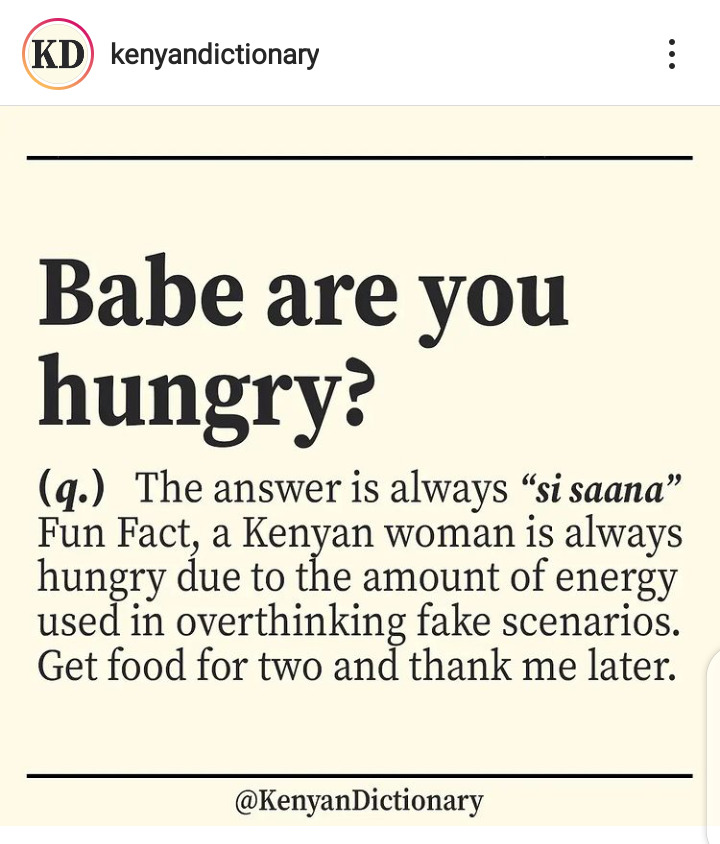 KD kenyandictionary
Babe are you
hungry?
(q.) The answer is always “si saana”
Fun Fact, a Kenyan woman is always
hungry due to the amount of energy
used in overthinking fake scenarios.
Get food for two and thank me later.
@KenyanDictionary